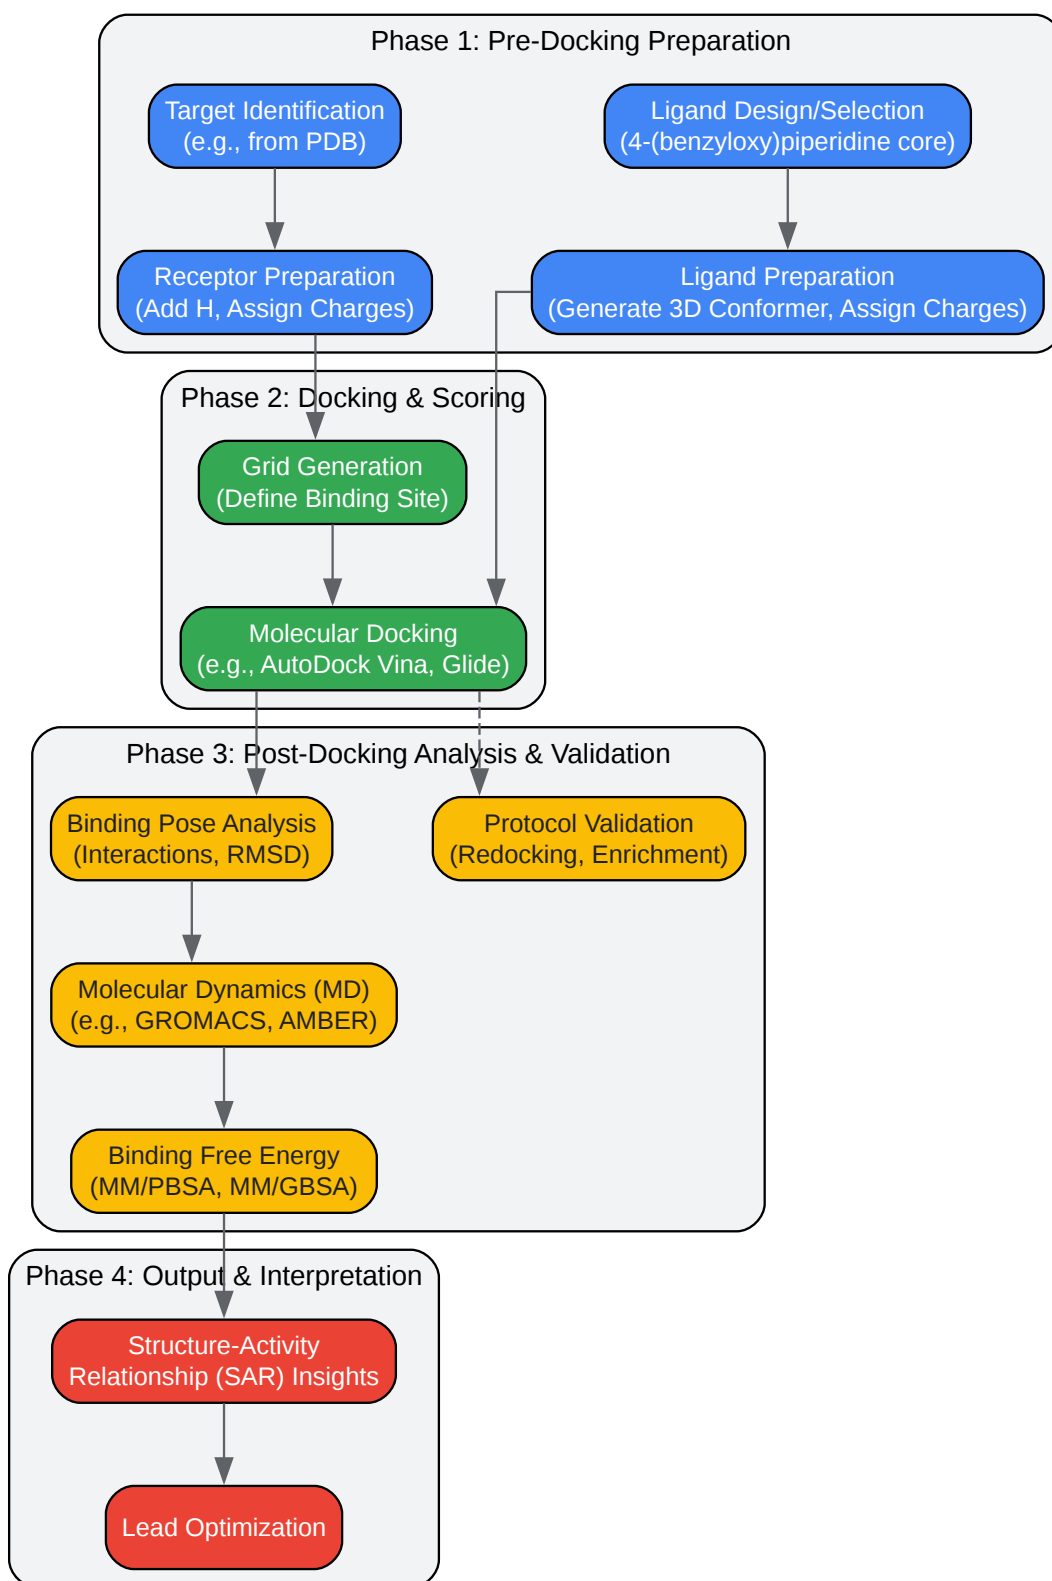 Phase 1: Pre-Docking Preparation
Target Identification
(e.g., from PDB)
Ligand Design/Selection
(4-(benzyloxy)piperidine core)
Receptor Preparation
(Add H, Assign Charges)
Ligand Preparation
(Generate 3D Conformer, Assign Charges)
Phase 2: Docking & Scoring
Grid Generation
(Define Binding Site)
Molecular Docking
(e.g., AutoDock Vina, Glide)
Phase 3: Post-Docking Analysis & Validation
Binding Pose Analysis
(Interactions, RMSD)
Protocol Validation
(Redocking, Enrichment)
Molecular Dynamics (MD)
(e.g., GROMACS, AMBER)
Binding Free Energy
(MM/PBSA, MM/GBSA)
Phase 4: Output & Interpretation
Structure-Activity
Relationship (SAR) Insights
Lead Optimization